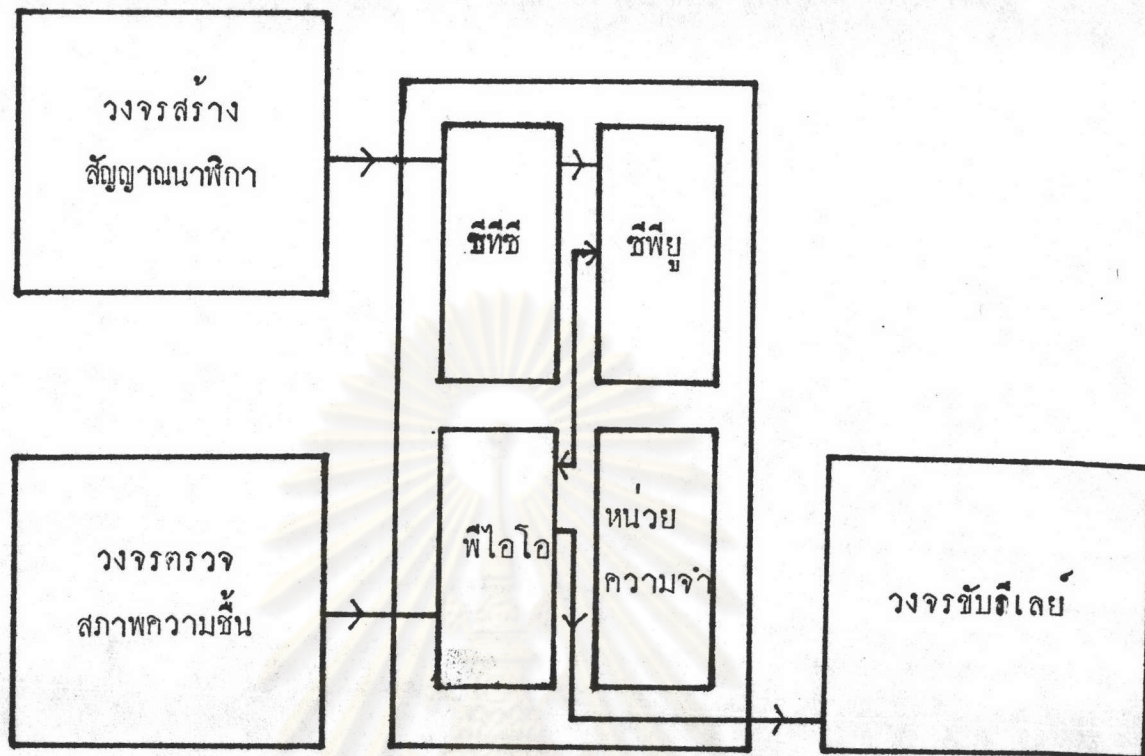 วงจรสร้าง
สัญญาณนาฬิกา
ซีทีซี
ซีพียู
วงจรตรวจ
สภาพความชื้น
พีไอโอ
หน่วย
ความจำ
วงจรขับรีเลย์